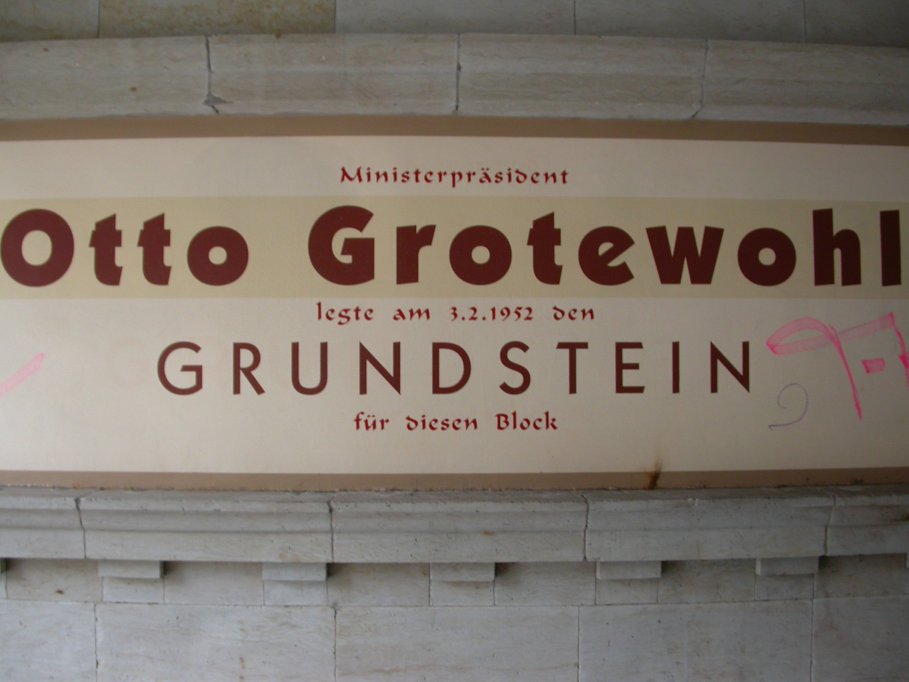 Ministerpräsident
Otto Grotewohl
legte am 3.2.1952 den
GRUNDSTEIN
für diesen Block